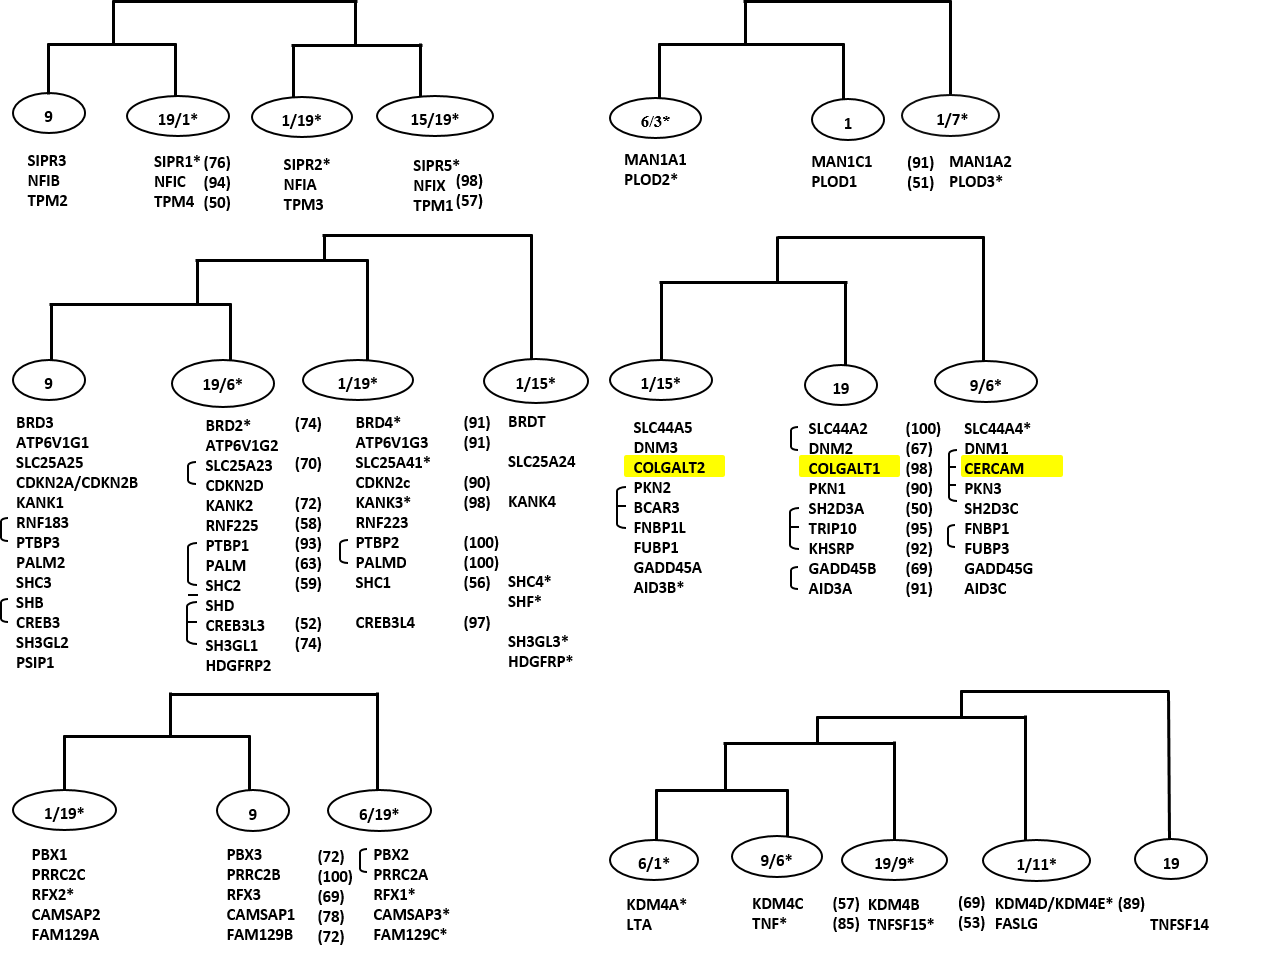 9
19/1*
1/19*
15/19*
SIPR3
NFIB
TPM2
SIPR1* (76)
NFIC (94)
TPM4 (50)
SIPR2*
NFIA
TPM3
SIPR5*
NFIX (98)
TPM1 (57)
6/3*
1
1/7*
MAN1A1
PLOD2*
MAN1C1 (91)
PLOD1 (51)
MAN1A2
PLOD3*
9
19/6*
1/19*
1/15*
BRD3
ATP6V1G1
SLC25A25
CDKN2A/CDKN2B
KANK1
RNF183
PTBP3
PALM2
SHC3
SHB
CREB3
SH3GL2
PSIP1
BRD2* (74)
ATP6V1G2
SLC25A23 (70)
CDKN2D
KANK2 (72)
RNF225 (58)
PTBP1 (93)
PALM (63)
SHC2 (59)
SHD
CREB3L3 (52)
SH3GL1 (74)
HDGFRP2
BRD4* (91)
ATP6V1G3 (91)
SLC25A41*
CDKN2c (90)
KANK3* (98)
RNF223
PTBP2 (100)
PALMD (100)
SHC1 (56)
CREB3L4 (97)
BRDT
SLC25A24
KANK4
SHC4*
SHF*
SH3GL3*
HDGFRP*
1/15*
19
9/6*
SLC44A5
DNM3
COLGALT2
PKN2
BCAR3
FNBP1L
FUBP1
GADD45A
AID3B*
SLC44A2 (100)
DNM2 (67)
COLGALT1 (98)
PKN1 (90)
SH2D3A (50)
TRIP10 (95)
KHSRP (92)
GADD45B (69)
AID3A (91)
SLC44A4*
DNM1
CERCAM
PKN3
SH2D3C
FNBP1
FUBP3
GADD45G
AID3C
1/19*
9
6/19*
PBX1
PRRC2C
RFX2*
CAMSAP2
FAM129A
PBX3 (72)
PRRC2B (100)
RFX3 (69)
CAMSAP1 (78)
FAM129B (72)
PBX2
PRRC2A
RFX1*
CAMSAP3*
FAM129C*
6/1*
9/6*
19/9*
1/11*
19
KDM4A*
LTA
KDM4C (57)
TNF* (85)
KDM4B (69)
TNFSF15* (53)
KDM4D/KDM4E* (89)
FASLG
TNFSF14